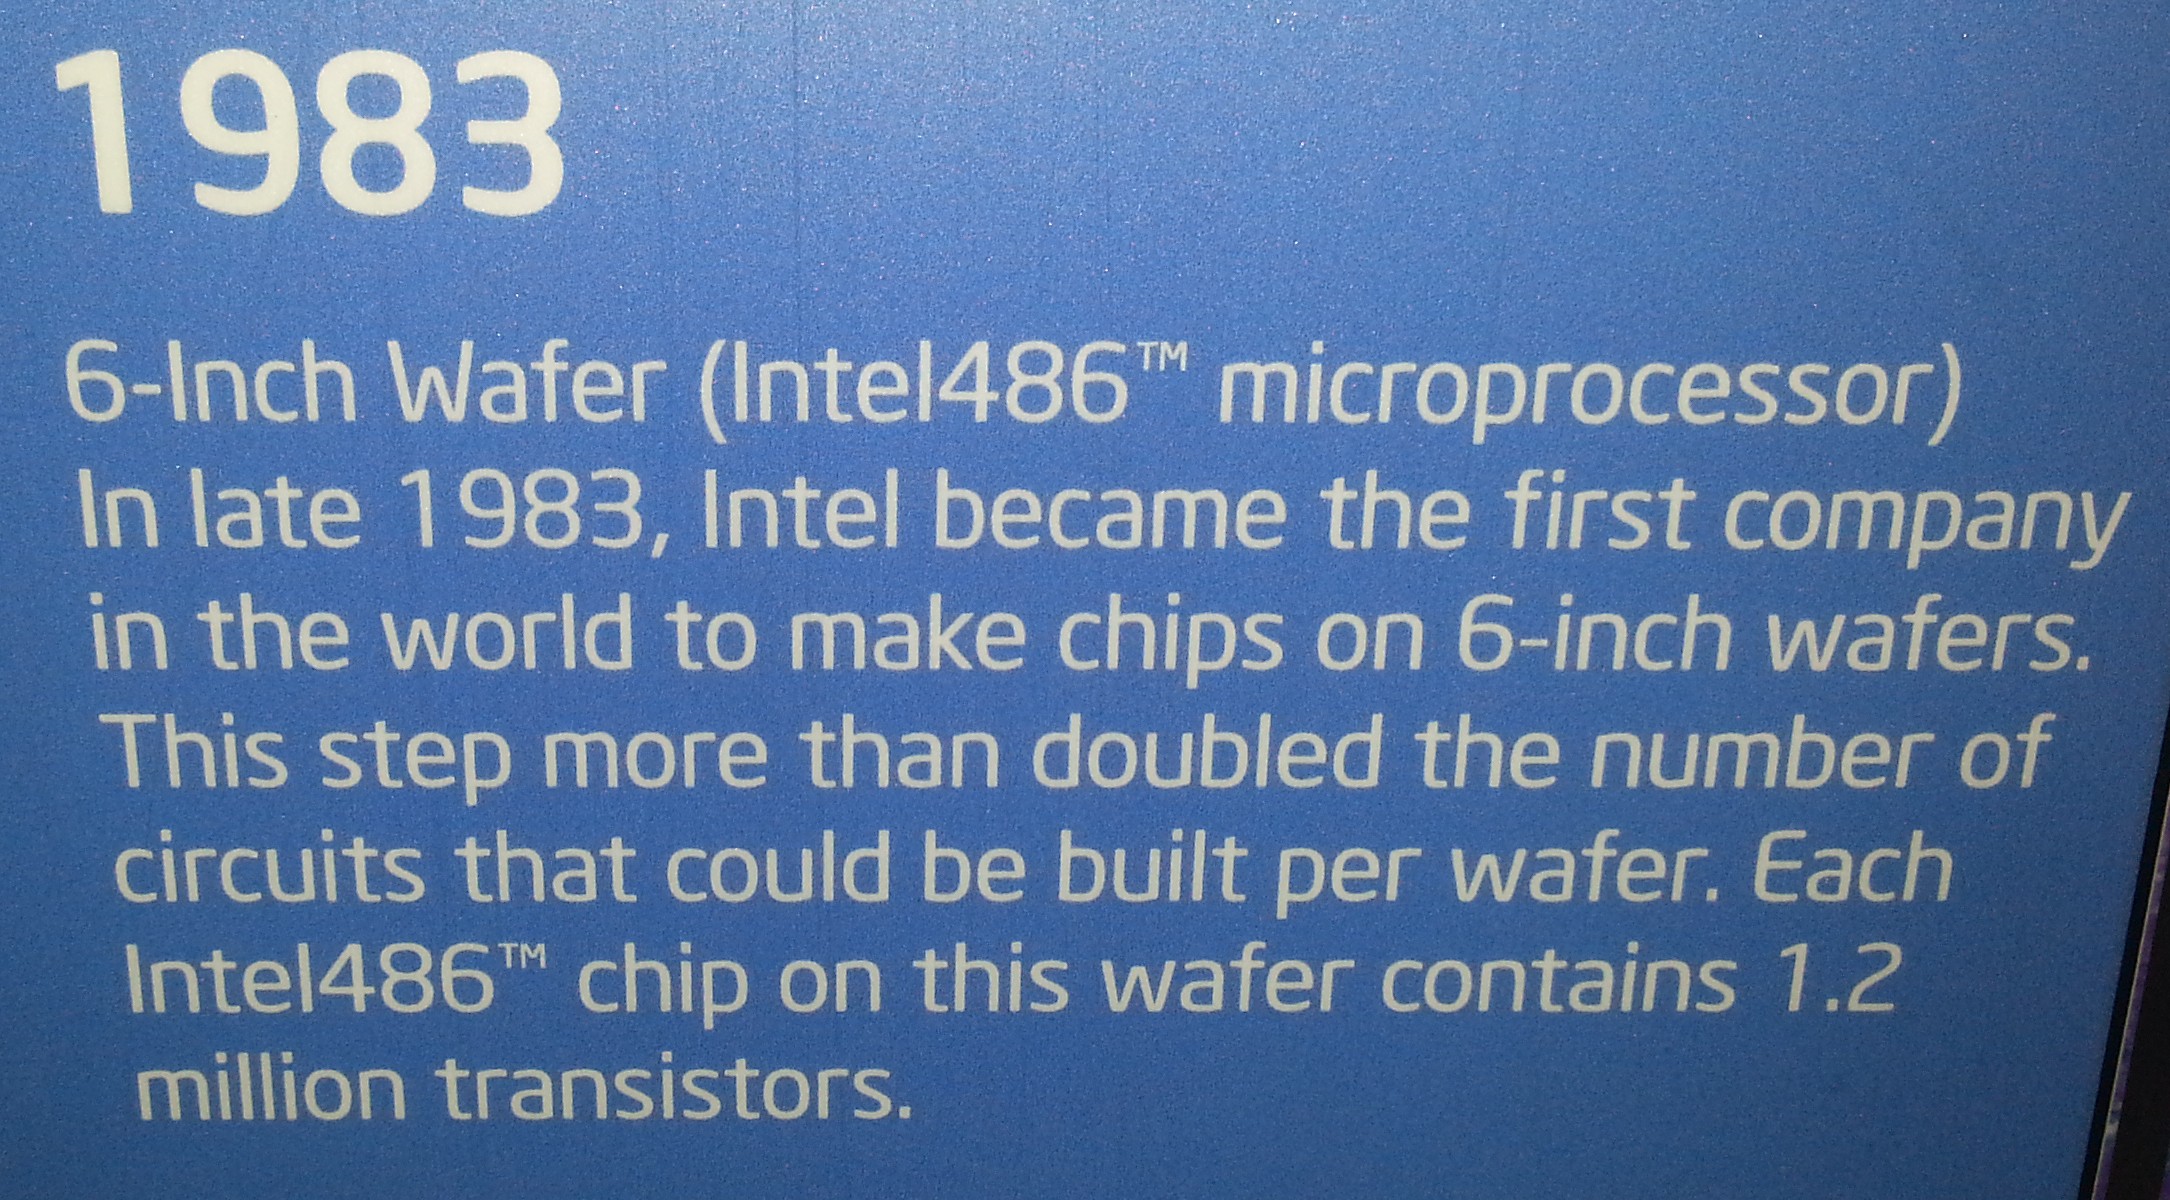 1983
6-Inch Wafer (Intel486™ microprocessor)
In late 1983, Intel became the first company
in the world to make chips on 6-inch wafers.
This step more than doubled the number of
circuits that could be built per wafer. Each
Intel486™ chip on this wafer contains 1.2
million transistors.